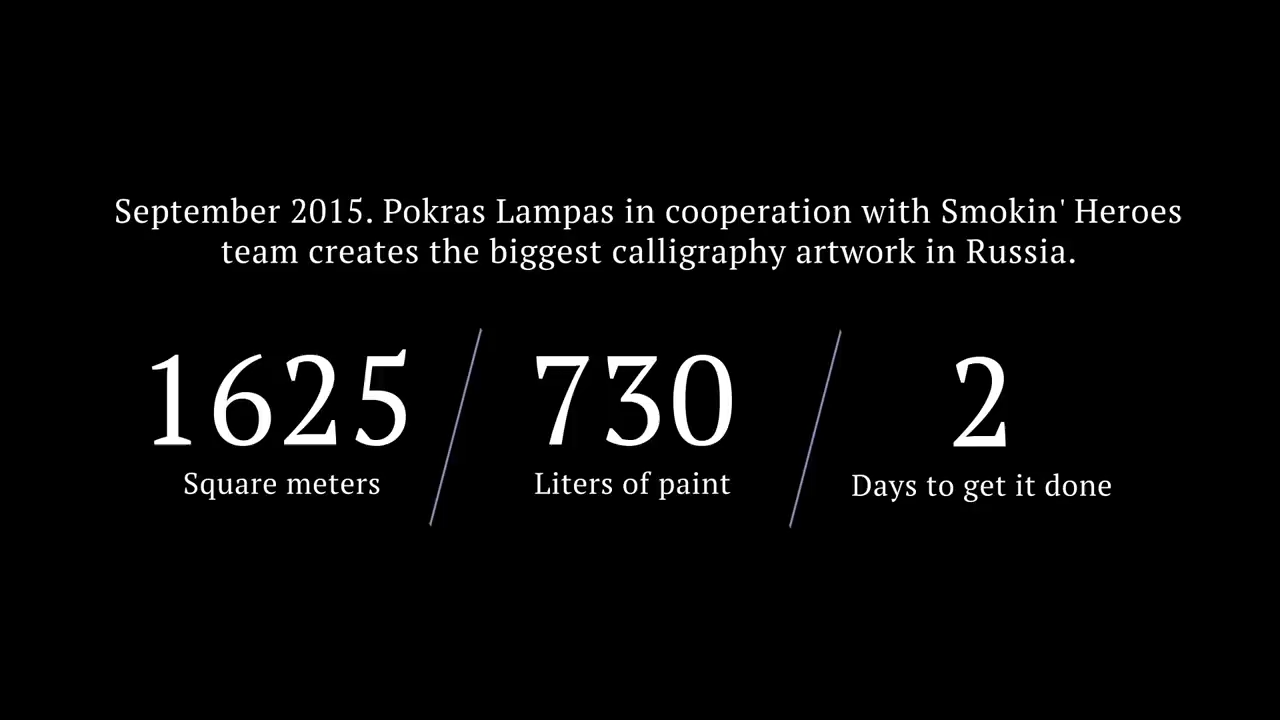 September 2015. Pokras Lampas in cooperation with Smokin' Heroes
team creates the biggest calligraphy artwork in Russia.
1625
Square meters
730
Liters of paint
2
Days to get it done